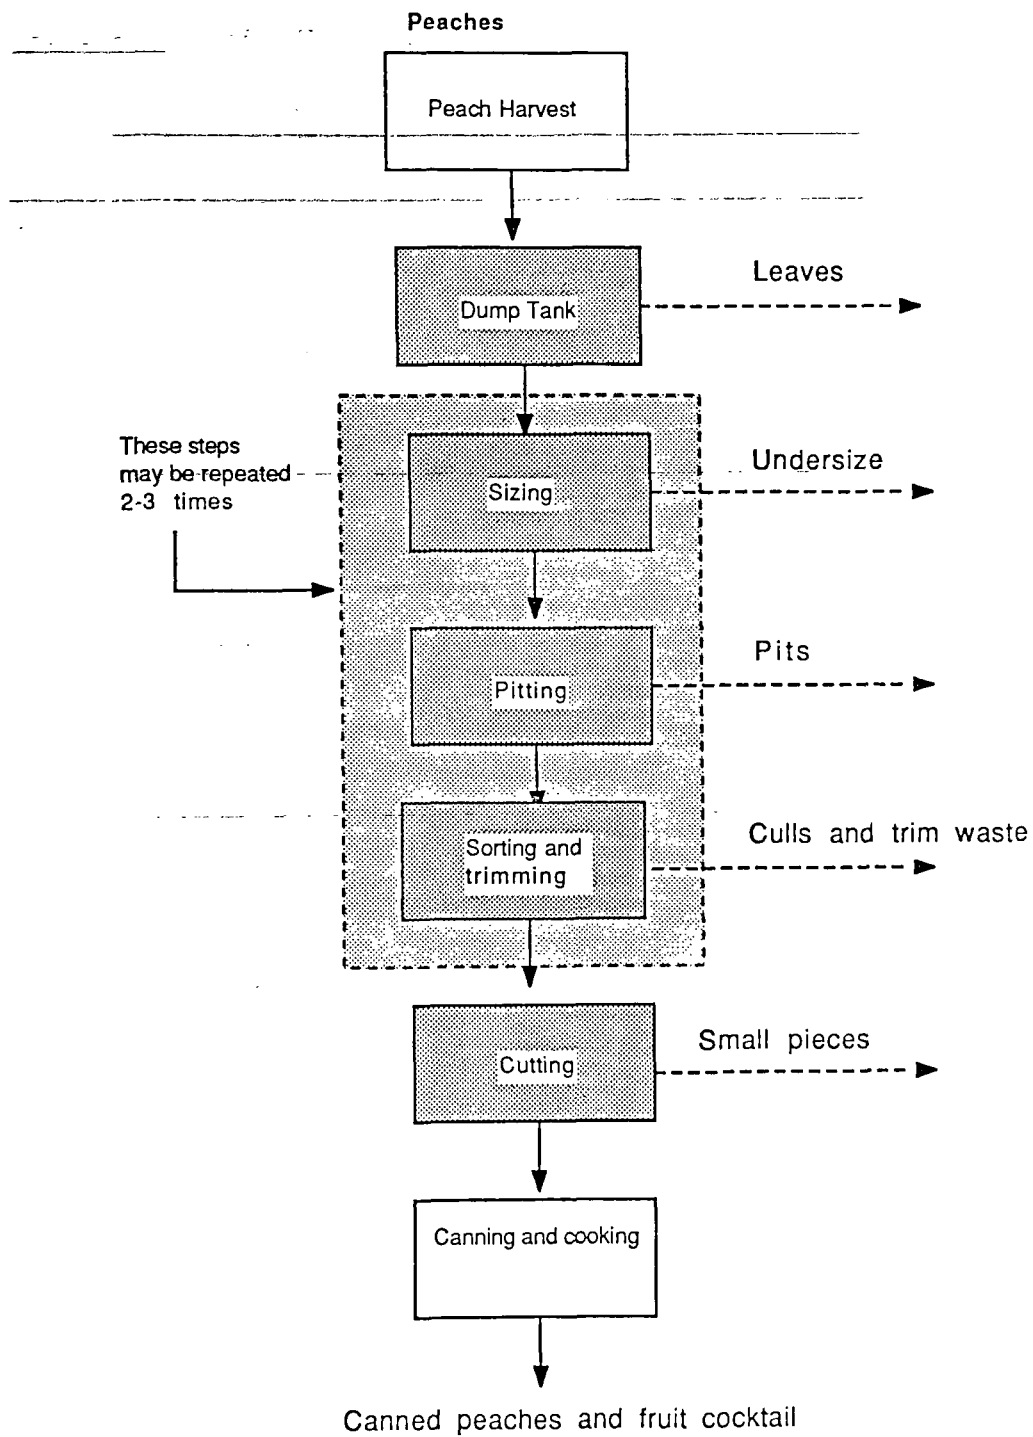 Peaches
Peach Harvest
Leaves
Dump Tank
These steps
may be repeated
2-3 times
Undersize
Sizing
Pits
Pitting
Culls and trim waste
Sorting and
trimming
Small pieces
Cutting
Canning and cooking
Canned peaches and fruit cocktail